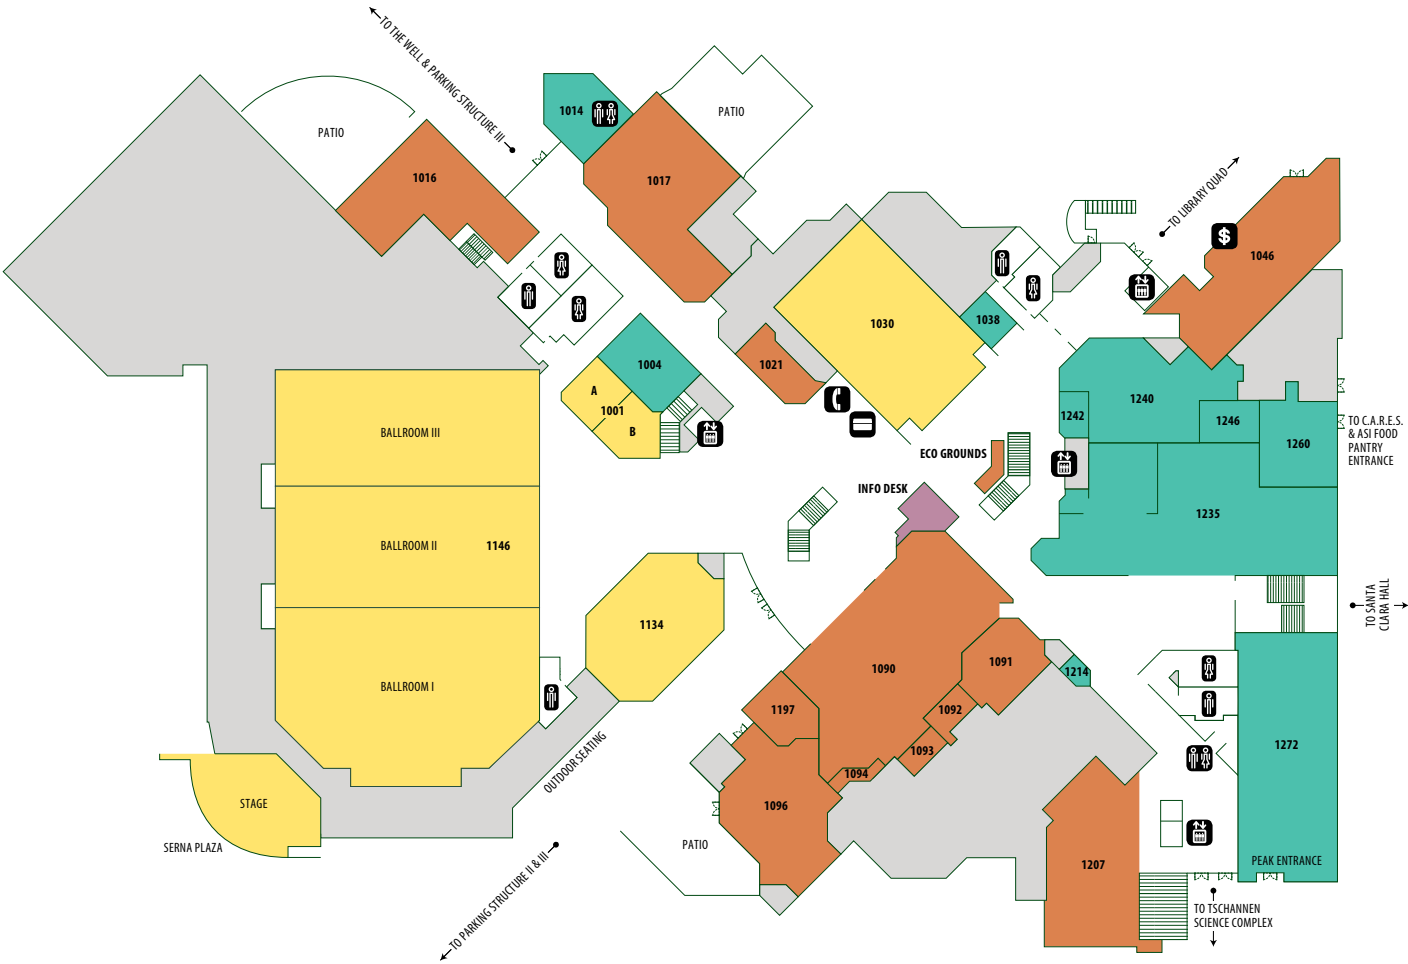 TO THE WELL & PARKING STRUCTURE III
PATIO
1014
PATIO
1016
1017
TO LIBRARY QUAD
$
1046
1030
1038
1004
1021
A
1001
B
1240
1242
1246
1260
TO C.A.R.E.S.
& ASI FOOD
PANTRY
ENTRANCE
BALLROOM III
ECO GROUNDS
INFO DESK
1235
BALLROOM II
1146
TO SANTA
CLARA HALL
1134
1090
1091
1214
BALLROOM I
1197
1092
1093
1094
1272
OUTDOOR SEATING
STAGE
1096
SERNA PLAZA
PATIO
1207
PEAK ENTRANCE
TO PARKING STRUCTURE II & III
TO TSCHANNEN
SCIENCE COMPLEX